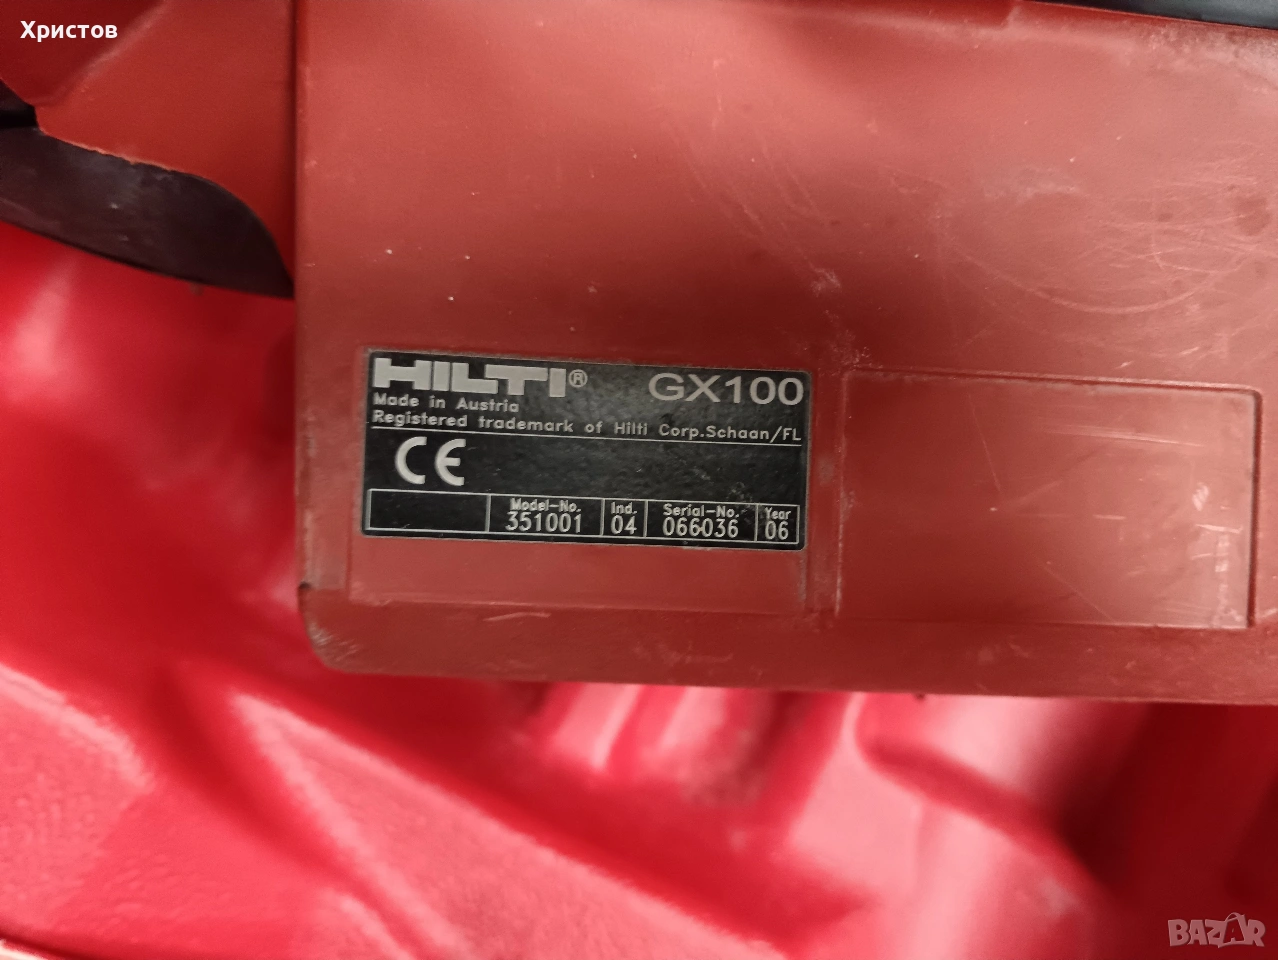 Христов
HILTI® GX100
Made in Austria
Registered trademark of Hilti Corp.Schaan/FL
CE
Model-No. Ind. Serial-No. Year
351001 04 066036 06
BAZAR